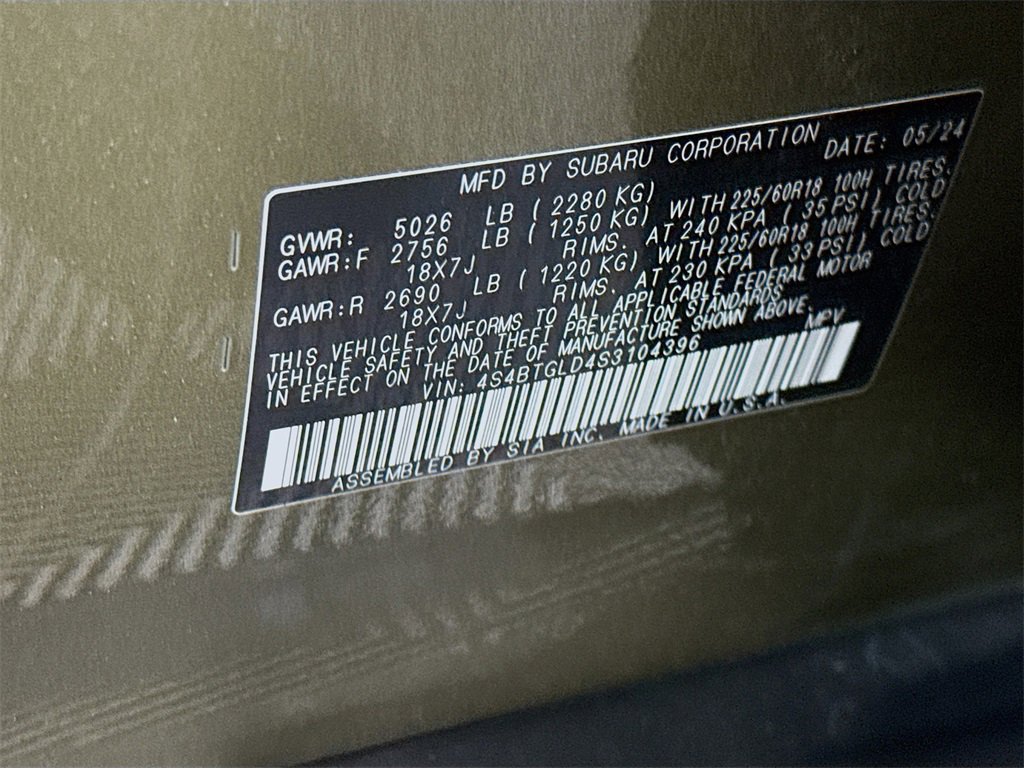 MFD BY SUBARU CORPORATION DATE: 05/24
GVWR: 5026 LB ( 2280 KG)
GAWR:F 2756 LB ( 1250 KG) WITH 225/60R18 100H TIRES.
18X7J RIMS. AT 240 KPA ( 35 PSI) COLD
GAWR:R 2690 LB ( 1220 KG) WITH 225/60R18 100H TIRES.
18X7J RIMS. AT 230 KPA ( 33 PSI) COLD
THIS VEHICLE CONFORMS TO ALL APPLICABLE FEDERAL MOTOR
VEHICLE SAFETY AND THEFT PREVENTION STANDARDS
IN EFFECT ON THE DATE OF MANUFACTURE SHOWN ABOVE.
VIN: 4S4BTGLD4S3104396 MPV
ASSEMBLED BY SIA INC. MADE IN U.S.A.